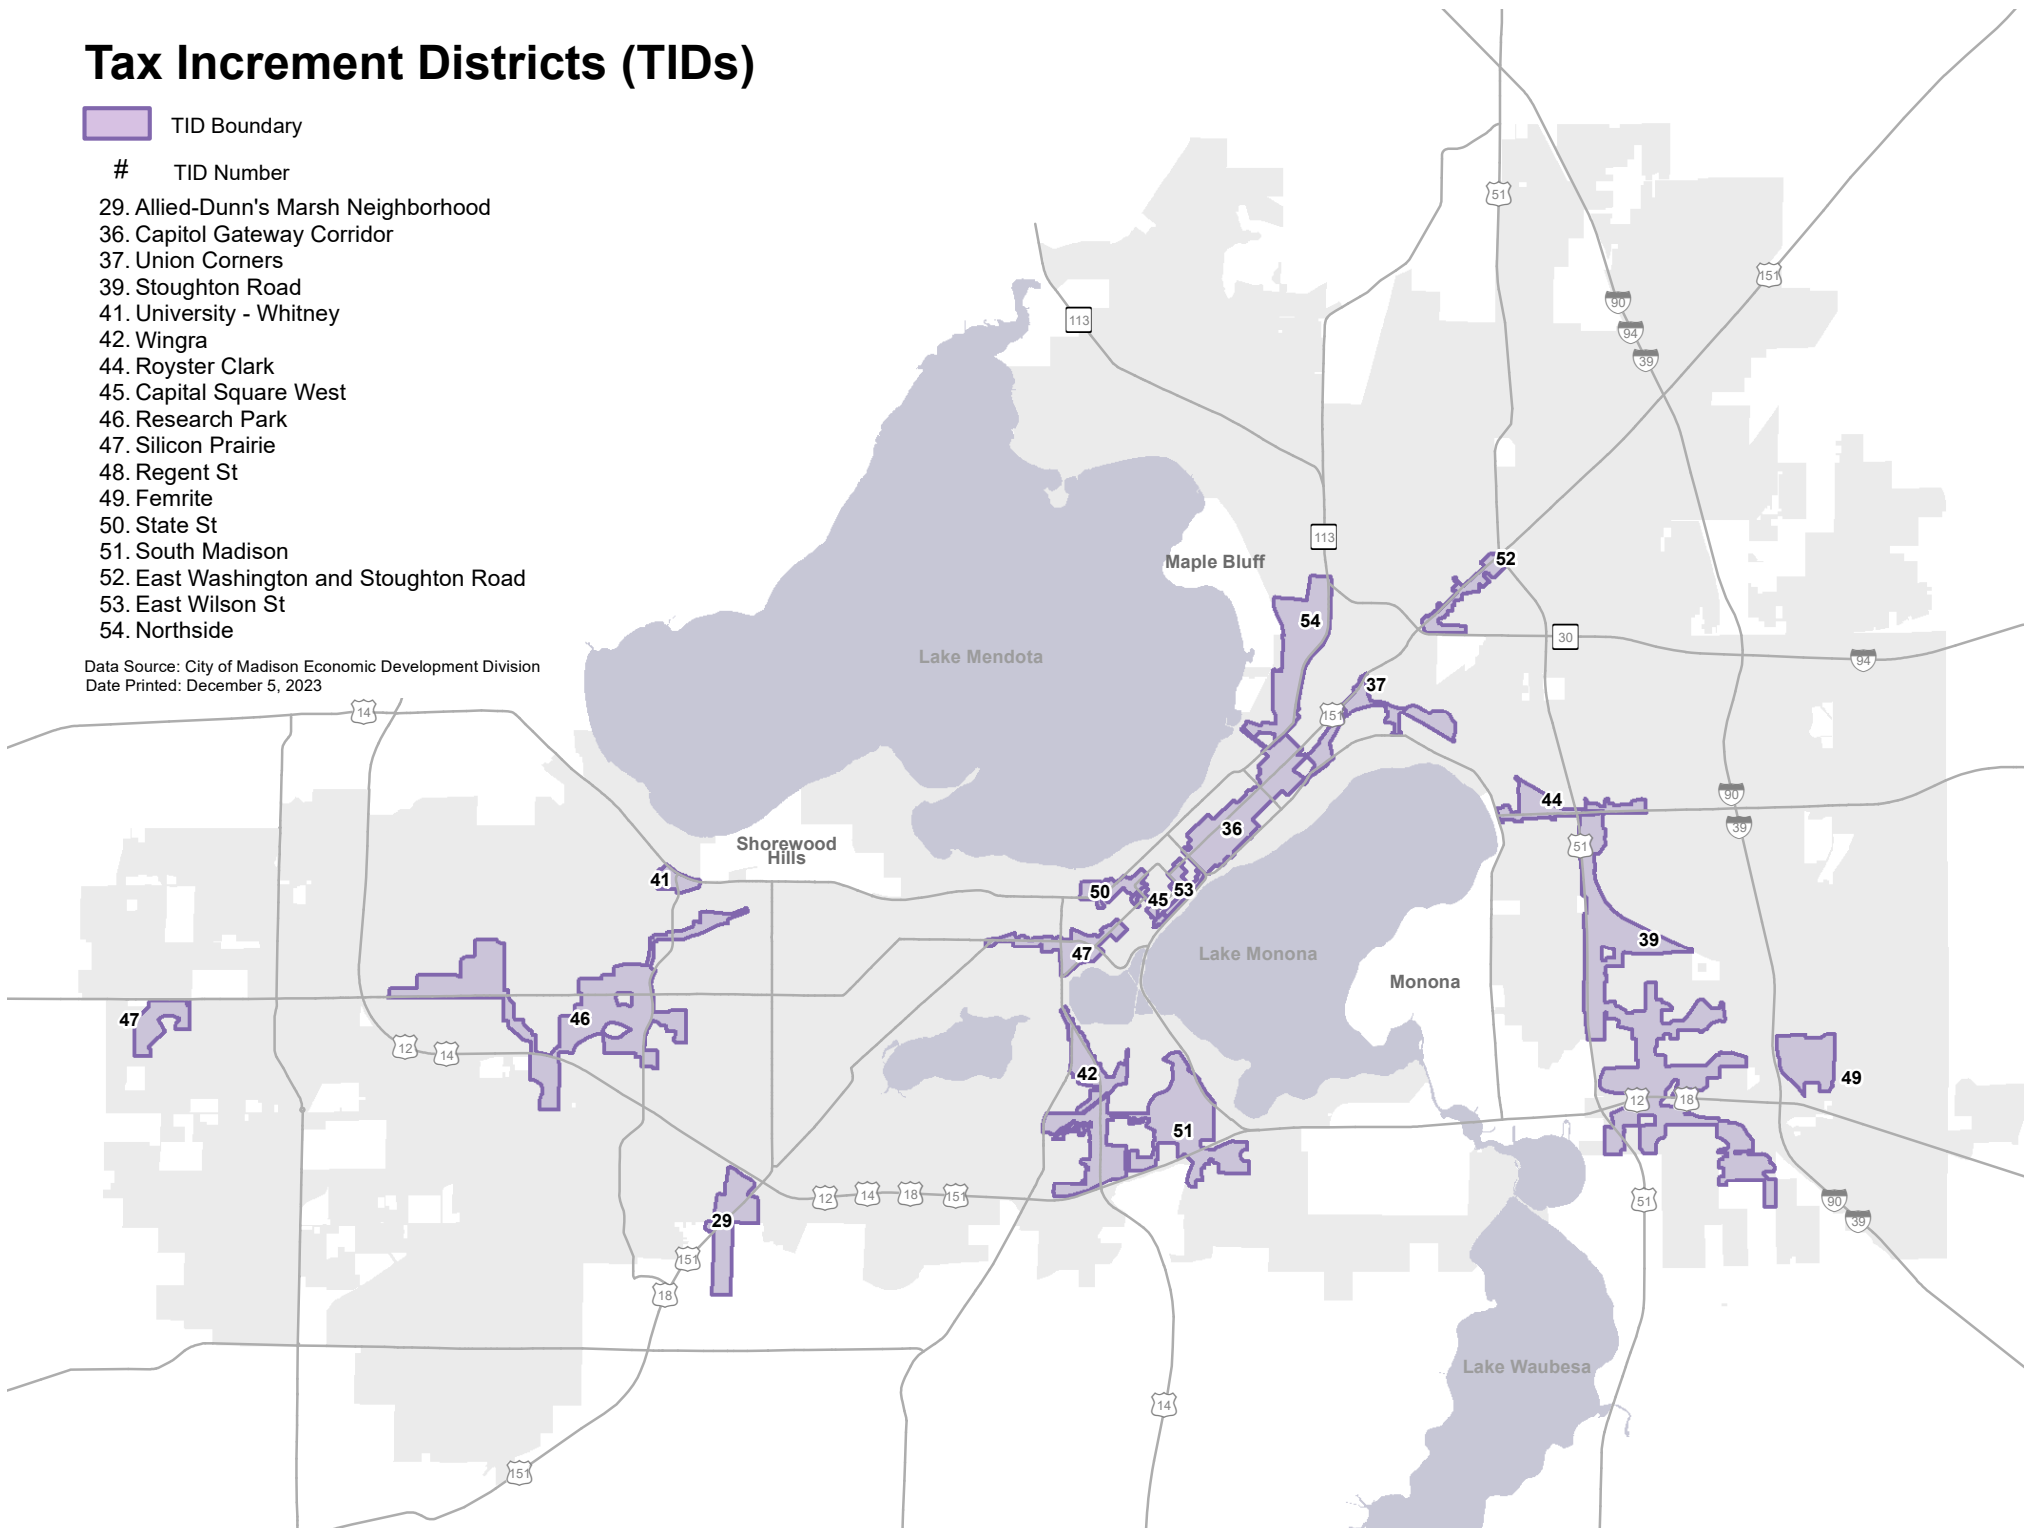 Tax Increment Districts (TIDs)
TID Boundary
# TID Number
29. Allied-Dunn's Marsh Neighborhood
36. Capitol Gateway Corridor
37. Union Corners
39. Stoughton Road
41. University - Whitney
42. Wingra
44. Royster Clark
45. Capital Square West
46. Research Park
47. Silicon Prairie
48. Regent St
49. Femrite
50. State St
51. South Madison
52. East Washington and Stoughton Road
53. East Wilson St
54. Northside
Data Source: City of Madison Economic Development Division
Date Printed: December 5, 2023
51
151
90
113
94
39
113
Maple Bluff
52
54
30
Lake Mendota
94
37
14
151
90
44
39
36
Shorewood
Hills
51
41
50
53
45
39
47
Lake Monona
Monona
47
46
12
14
42
49
12
18
51
12
14
18
151
51
90
39
29
151
18
Lake Waubesa
14
151